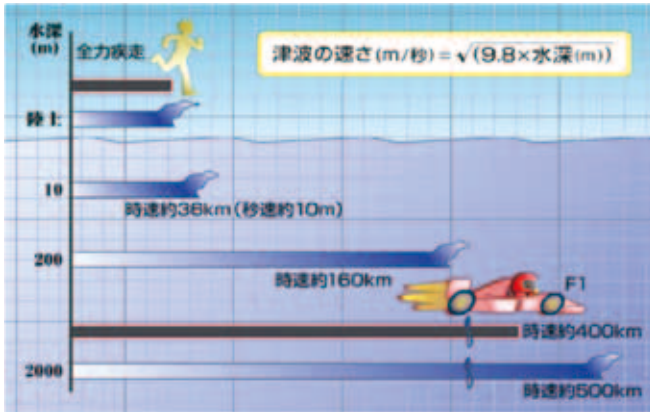 水深
(m)
全力疾走
津波の速さ(m/秒)=√(9.8×水深(m))
陸上
10
時速約36km(秒速約10m)
200
時速約160km
F1
時速約400km
2000
時速約500km